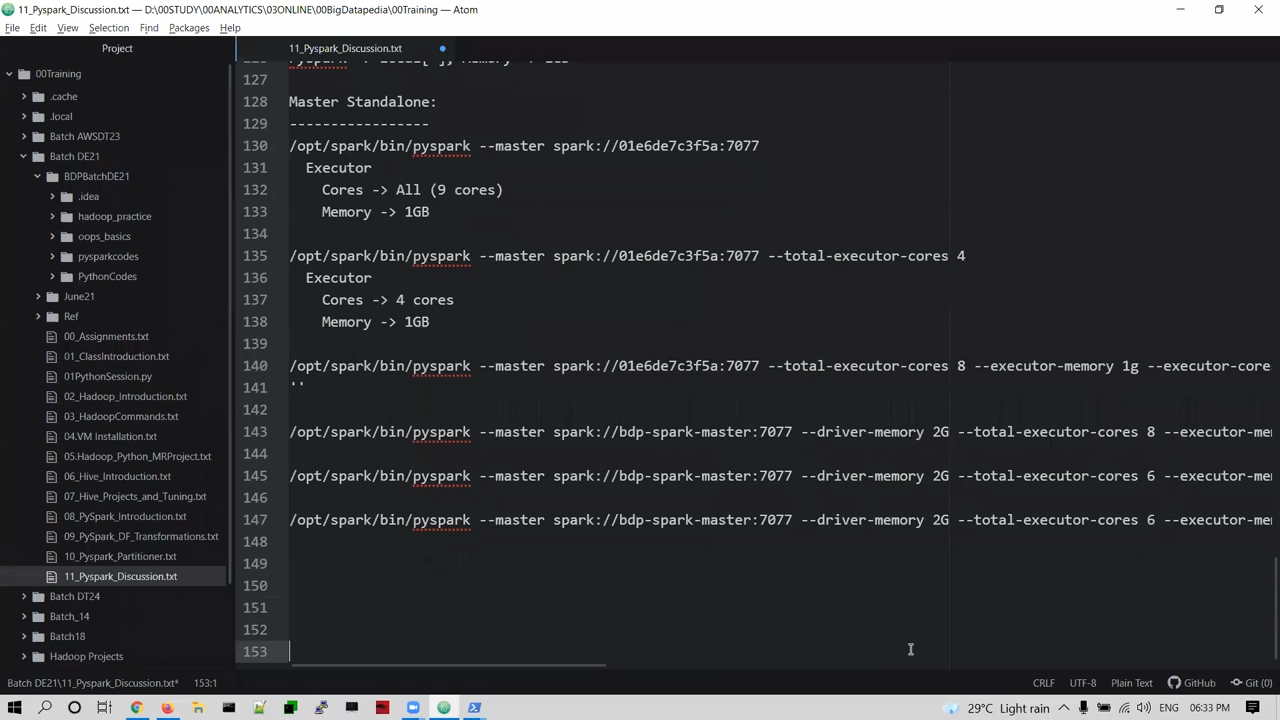 11_Pyspark_Discussion.txt — D:\00STUDY\00ANALYTICS\03ONLINE\00BigDatapedia\00Training — Atom
File Edit View Selection Find Packages Help
Project
11_Pyspark_Discussion.txt
00Training
.cache
.local
Batch AWSDT23
Batch DE21
BDPBatchDE21
.idea
hadoop_practice
oops_basics
pysparkcodes
PythonCodes
June21
Ref
00_Assignments.txt
01_ClassIntroduction.txt
01PythonSession.py
02_Hadoop_Introduction.txt
03_HadoopCommands.txt
04.VM Installation.txt
05.Hadoop_Python_MRProject.txt
06_Hive_Introduction.txt
07_Hive_Projects_and_Tuning.txt
08_PySpark_Introduction.txt
09_PySpark_DF_Transformations.txt
10_Pyspark_Partitioner.txt
11_Pyspark_Discussion.txt
Batch DT24
Batch_14
Batch18
Hadoop Projects
127
128 Master Standalone:
129 -----------------
130 /opt/spark/bin/pyspark --master spark://01e6de7c3f5a:7077
131 Executor
132 Cores -> All (9 cores)
133 Memory -> 1GB
134
135 /opt/spark/bin/pyspark --master spark://01e6de7c3f5a:7077 --total-executor-cores 4
136 Executor
137 Cores -> 4 cores
138 Memory -> 1GB
139
140 /opt/spark/bin/pyspark --master spark://01e6de7c3f5a:7077 --total-executor-cores 8 --executor-memory 1g --executor-core
141 ''
142
143 /opt/spark/bin/pyspark --master spark://bdp-spark-master:7077 --driver-memory 2G --total-executor-cores 8 --executor-me
144
145 /opt/spark/bin/pyspark --master spark://bdp-spark-master:7077 --driver-memory 2G --total-executor-cores 6 --executor-me
146
147 /opt/spark/bin/pyspark --master spark://bdp-spark-master:7077 --driver-memory 2G --total-executor-cores 6 --executor-me
148
149
150
151
152
153
Batch DE21\11_Pyspark_Discussion.txt* 153:1 CRLF UTF-8 Plain Text GitHub Git (0)
29°C Light rain ENG 06:33 PM